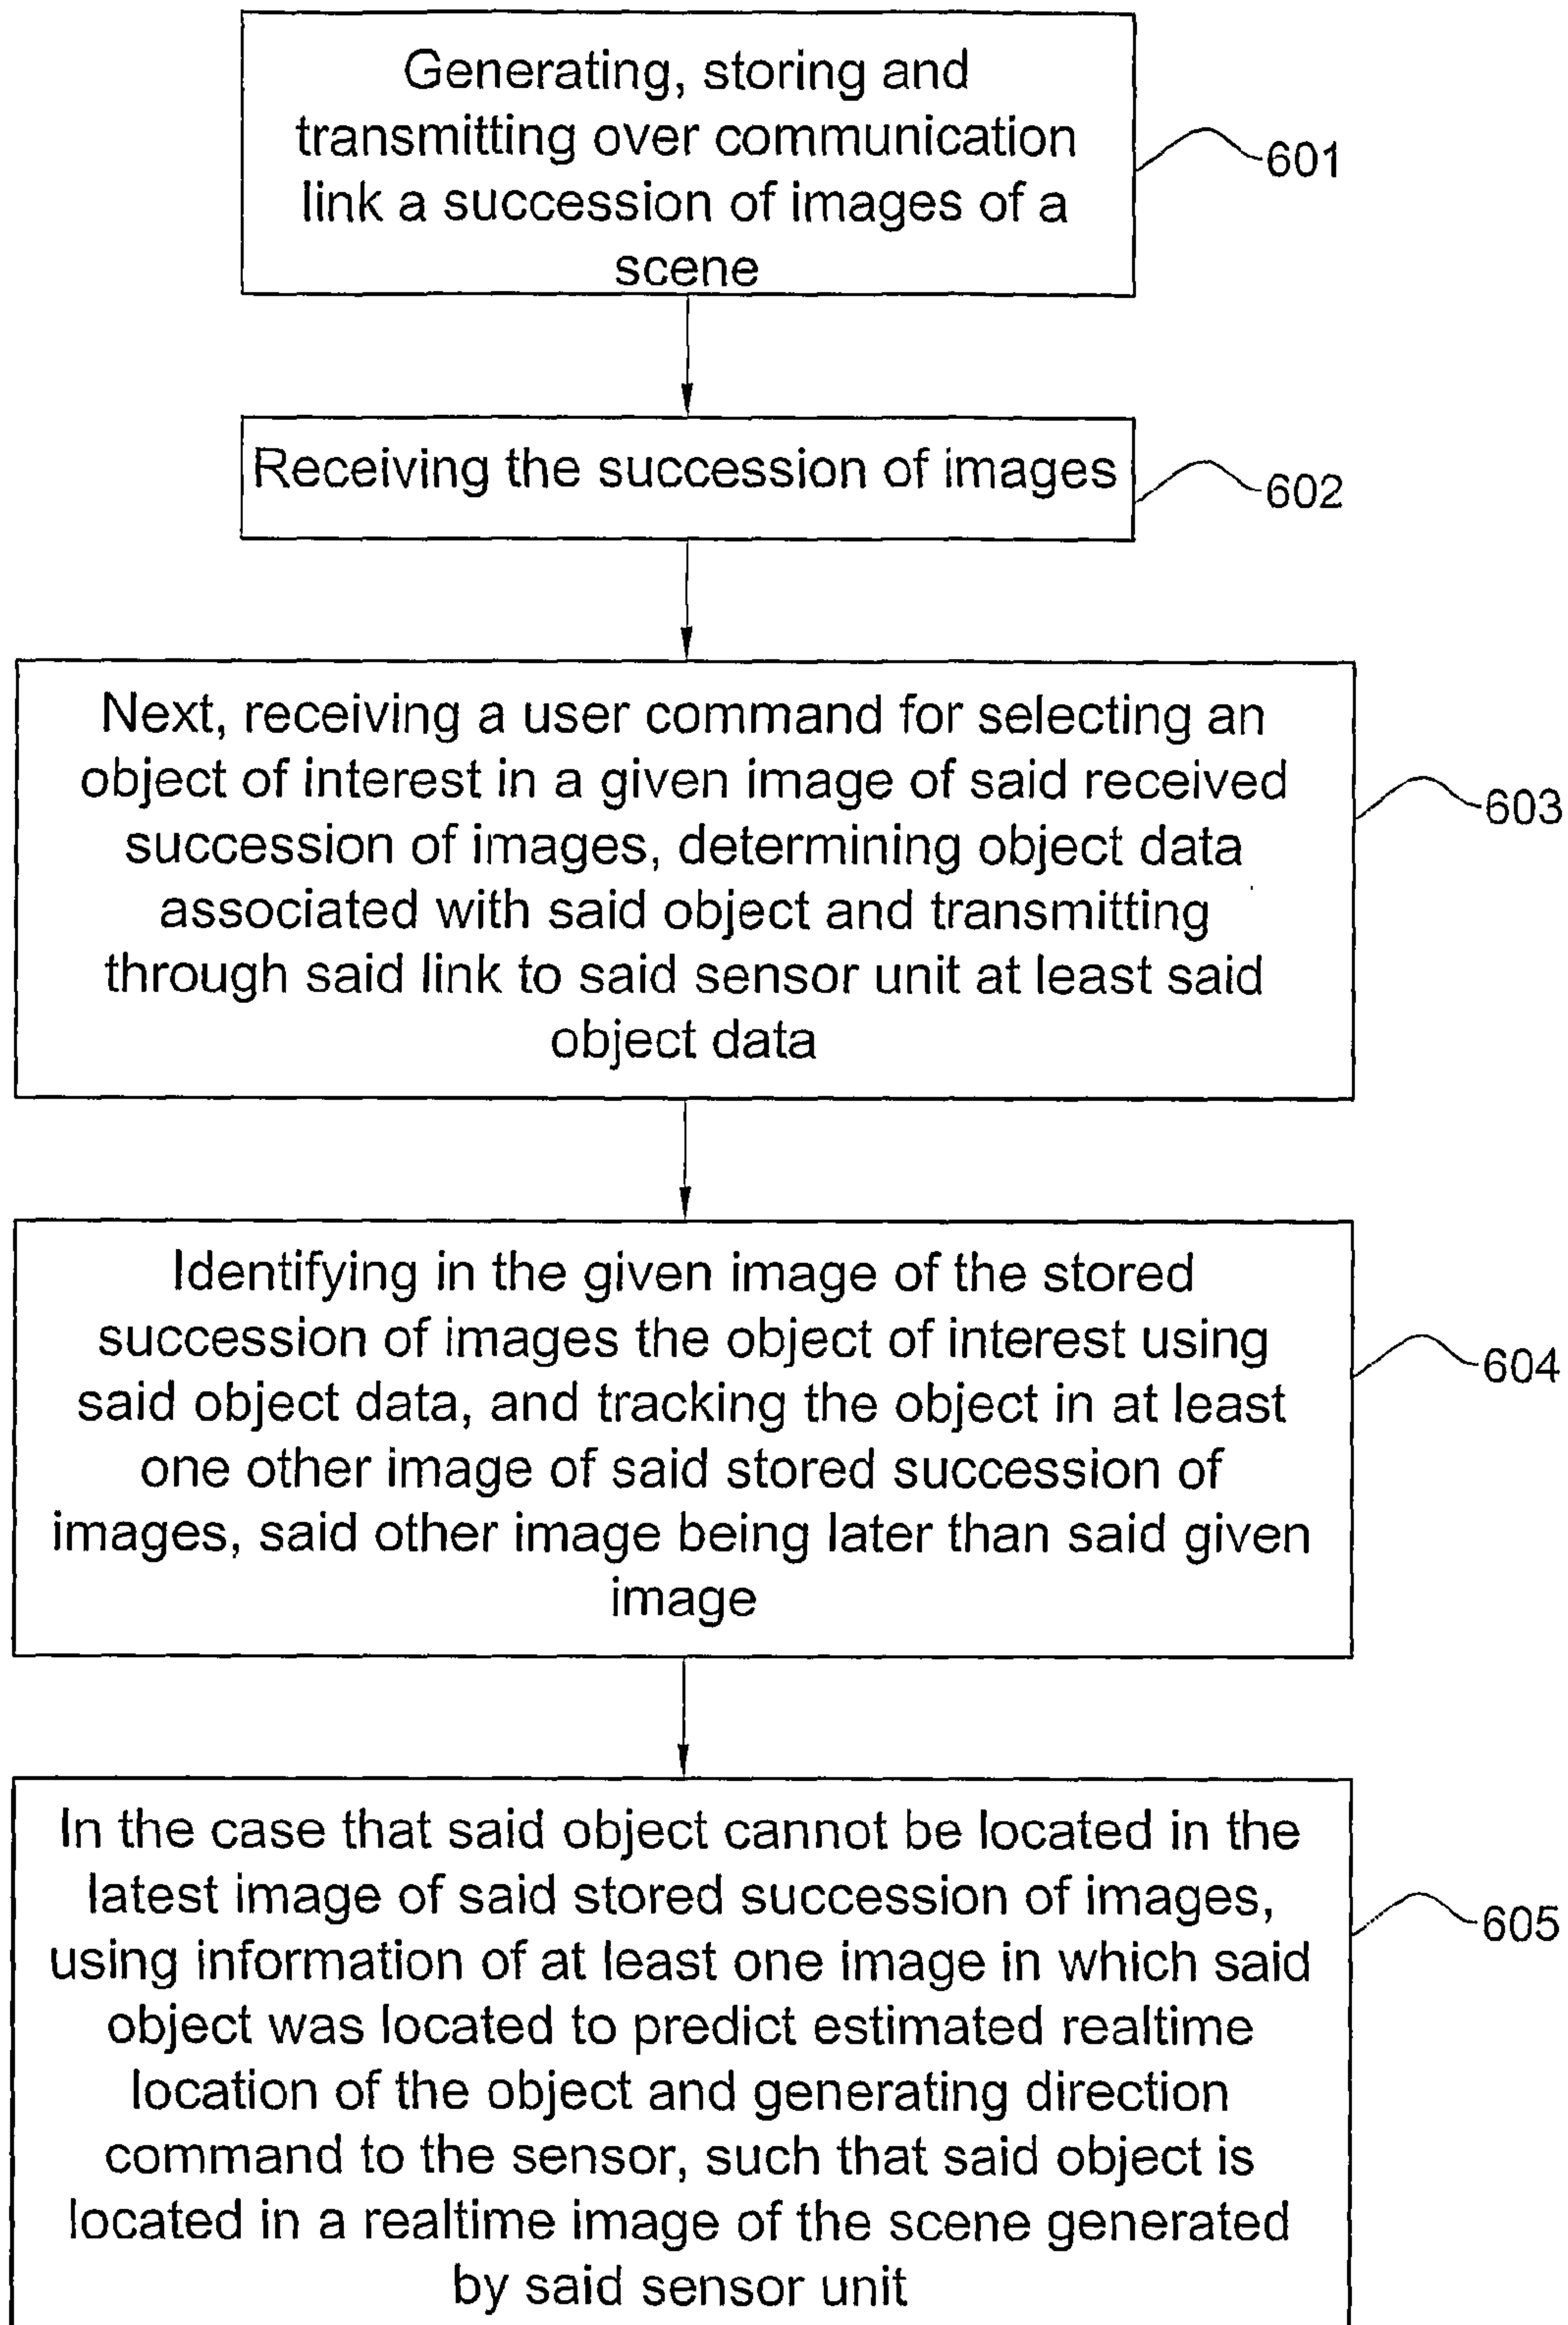 Generating, storing and
transmitting over communication
link a succession of images of a
scene
601
Receiving the succession of images
602
Next, receiving a user command for selecting an
object of interest in a given image of said received
succession of images, determining object data
associated with said object and transmitting
through said link to said sensor unit at least said
object data
603
Identifying in the given image of the stored
succession of images the object of interest using
said object data, and tracking the object in at least
one other image of said stored succession of
images, said other image being later than said given
image
604
In the case that said object cannot be located in the
latest image of said stored succession of images,
using information of at least one image in which said
object was located to predict estimated realtime
location of the object and generating direction
command to the sensor, such that said object is
located in a realtime image of the scene generated
by said sensor unit
605